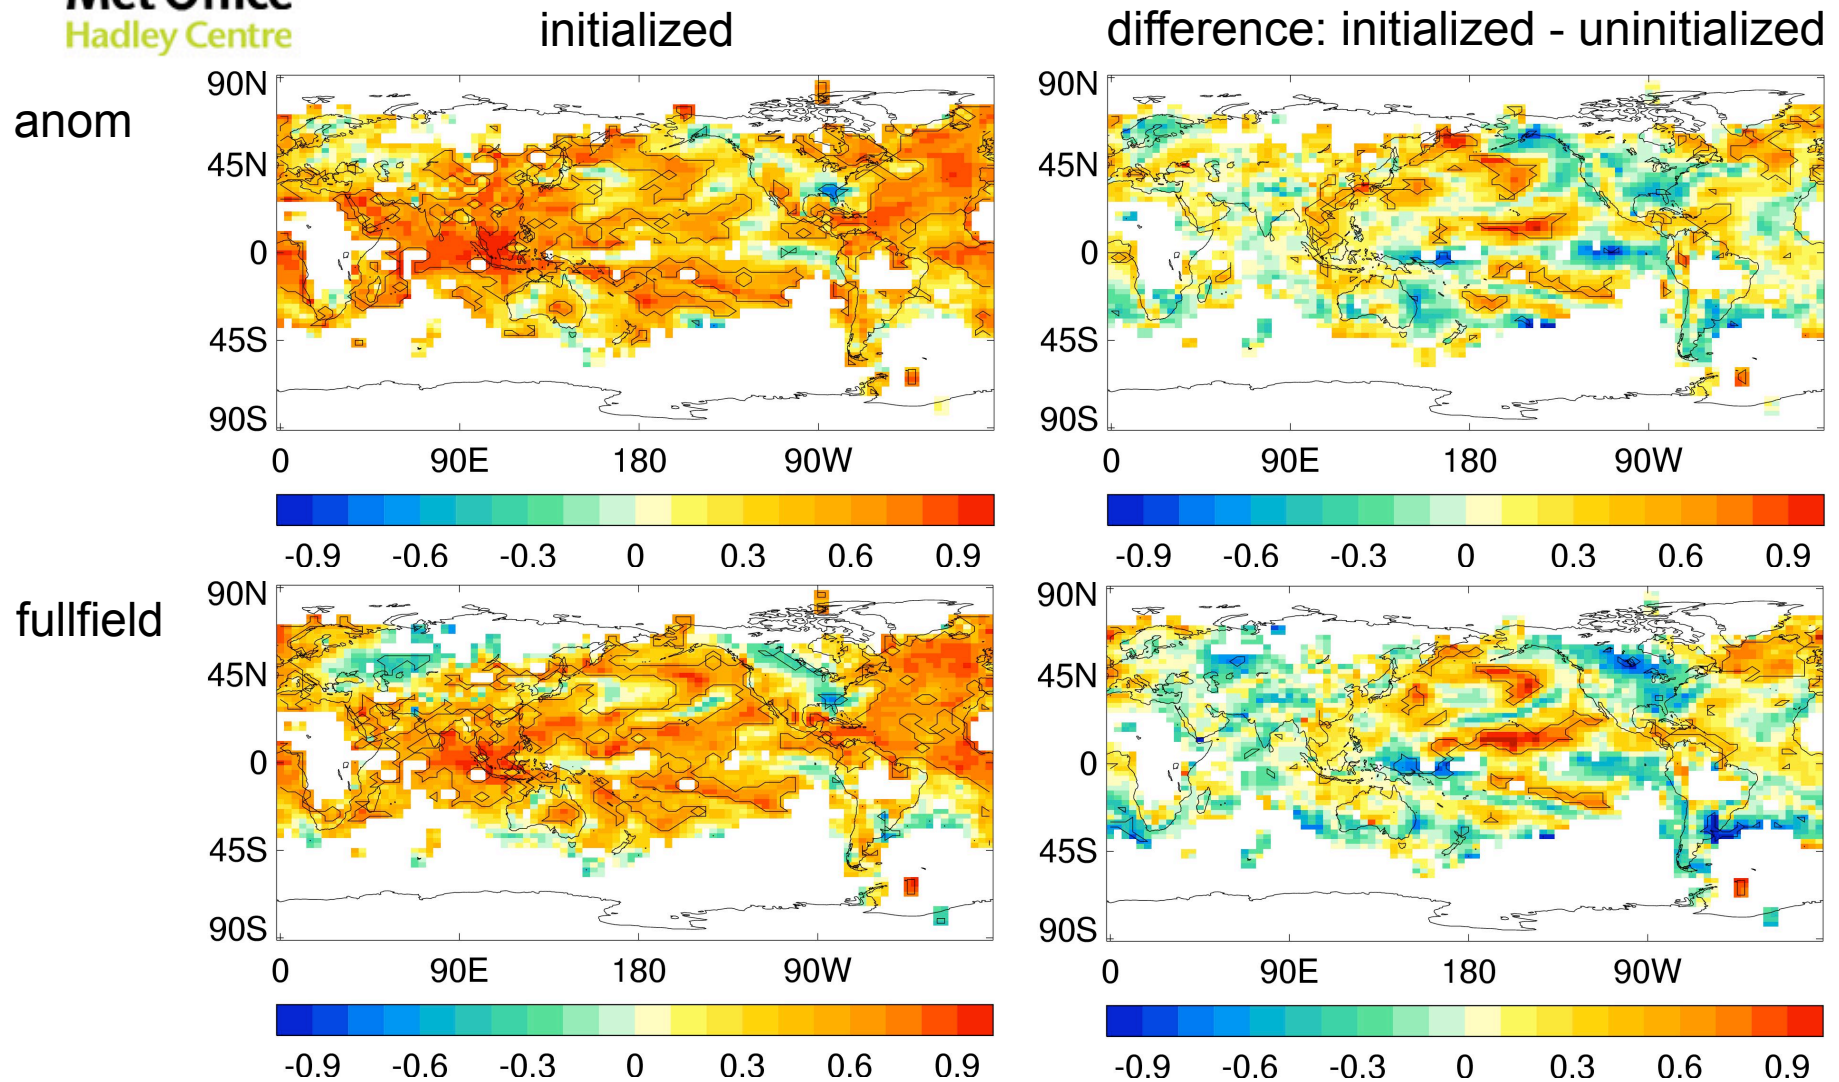 Met Office
Hadley Centre
initialized
difference: initialized - uninitialized
anom
90N
45N
0
45S
90S
0 90E 180 90W
-0.9 -0.6 -0.3 0 0.3 0.6 0.9
90N
45N
0
45S
90S
0 90E 180 90W
-0.9 -0.6 -0.3 0 0.3 0.6 0.9
fullfield
90N
45N
0
45S
90S
0 90E 180 90W
-0.9 -0.6 -0.3 0 0.3 0.6 0.9
90N
45N
0
45S
90S
0 90E 180 90W
-0.9 -0.6 -0.3 0 0.3 0.6 0.9